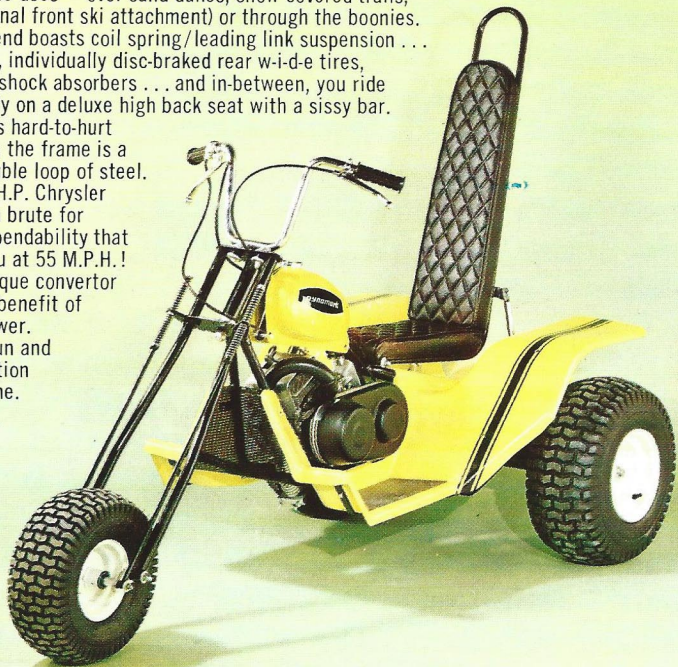 over sand dunes, snow-covered trails,
nal front ski attachment) or through the boonies.
end boasts coil spring/leading link suspension ...
, individually disc-braked rear w-i-d-e tires,
shock absorbers ... and in-between, you ride
y on a deluxe high back seat with a sissy bar.
s hard-to-hurt
the frame is a
ble loop of steel.
H.P. Chrysler
brute for
pendability that
u at 55 M.P.H.!
que convertor
benefit of
wer.
un and
tion
ne.
Dynamark